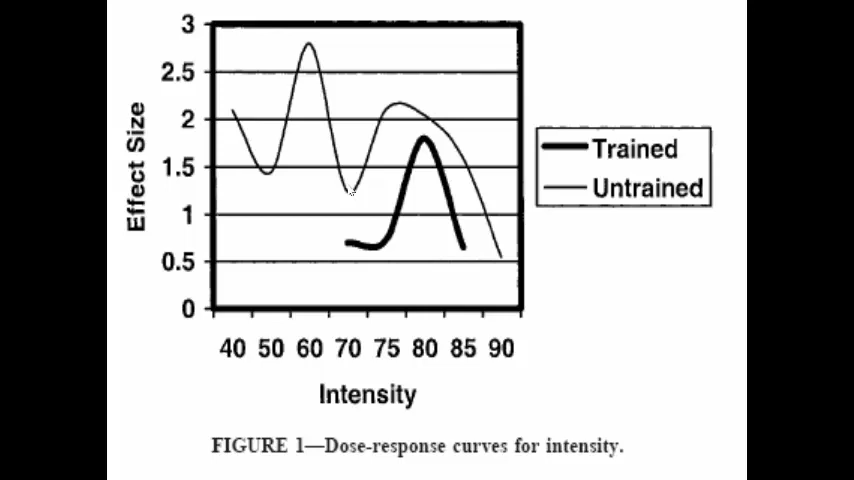 3
2.5
2
1.5
1
0.5
0
Effect Size
40 50 60 70 75 80 85 90
Intensity
Trained
Untrained
FIGURE 1—Dose-response curves for intensity.